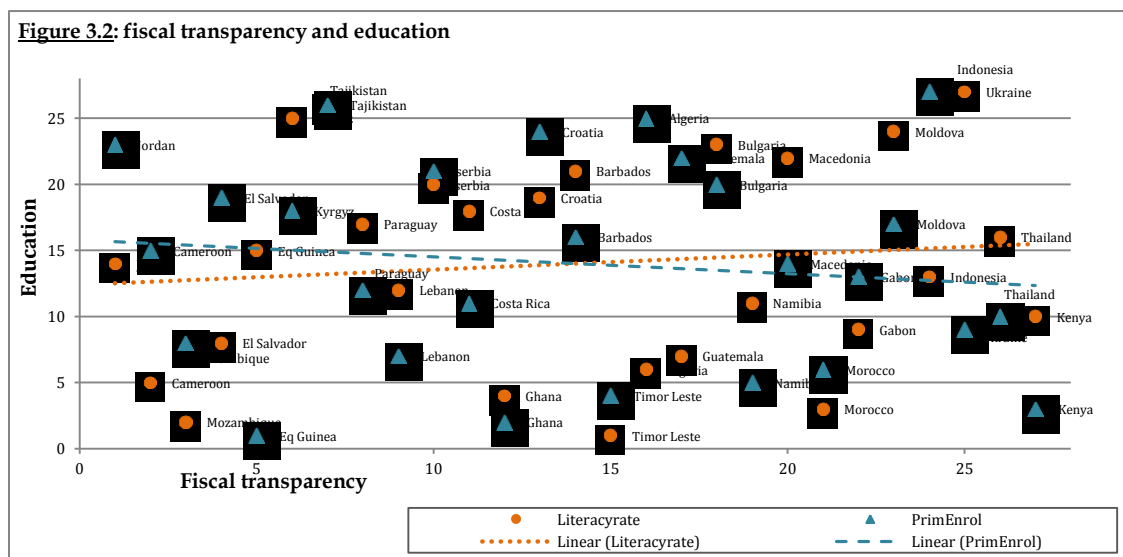 Figure 3.2: fiscal transparency and education
Indonesia
Tajikistan
Ukraine
Tajikistan
25
Algeria
Croatia
Moldova
Jordan
Bulgaria
Macedonia
serbia
Barbados
20
serbia
Bulgaria
El Salvador
Croatia
Kyrgyz
Costa
Paraguay
Moldova
Barbados
Thailand
15
Cameroon
Eq Guinea
Macedonia
Gabon
Indonesia
Paraguay
Lebanon
Thailand
Costa Rica
Namibia
10
Kenya
Gabon
El Salvador
Lebanon
Guatemala
Morocco
5
Cameroon
Namibia
Ghana
Timor Leste
Morocco
Kenya
Mozambique
Ghana
Eq Guinea
Timor Leste
0
0 5 10 15 20 25
Education
Fiscal transparency
Literacyrate
PrimEnrol
Linear (Literacyrate)
Linear (PrimEnrol)